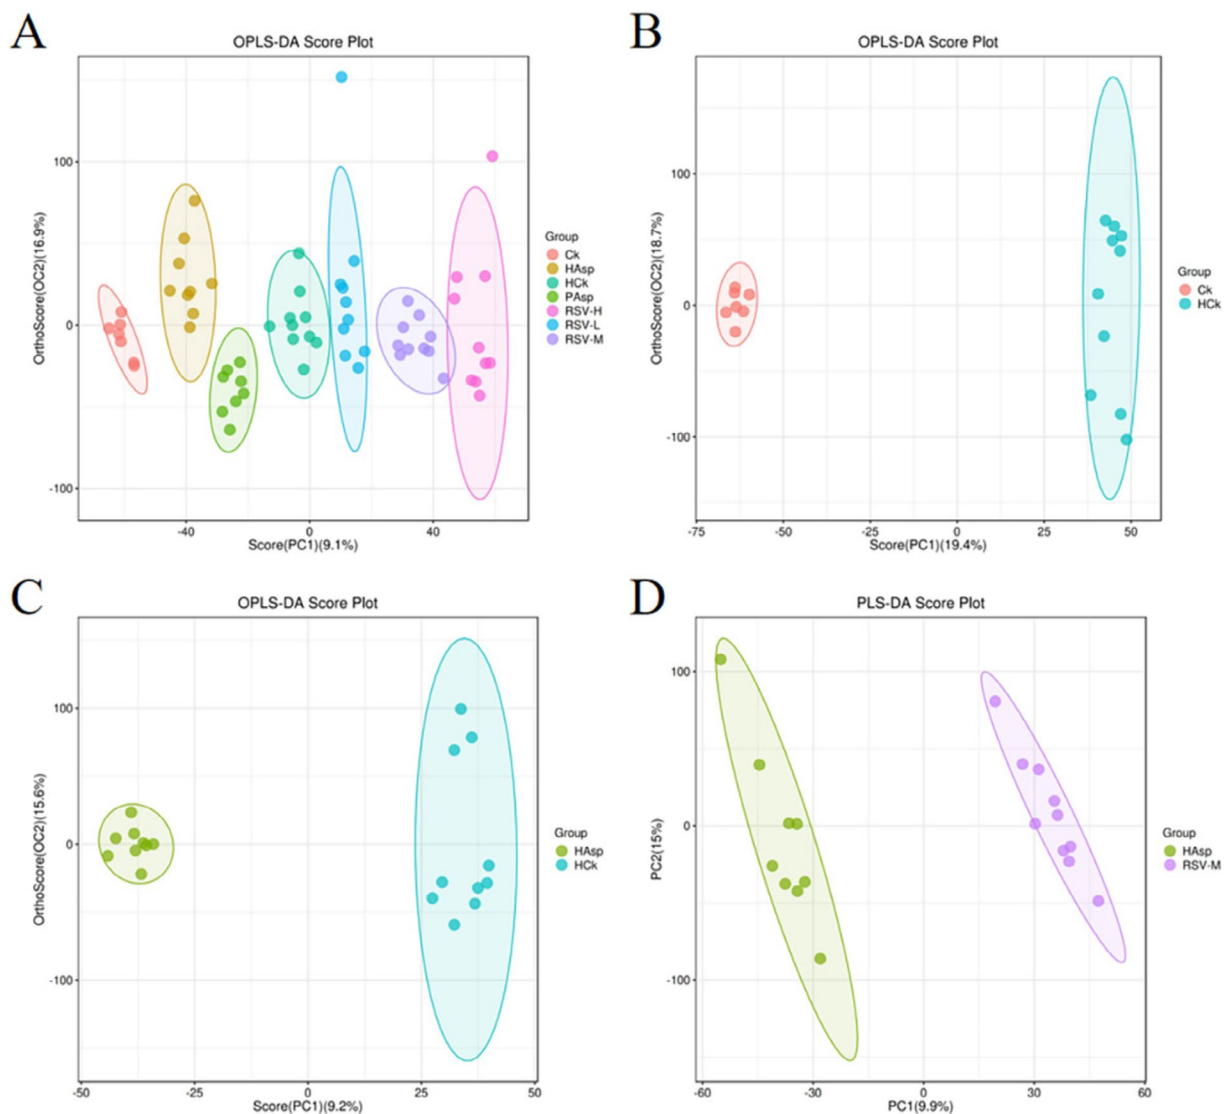 A
OPLS-DA Score Plot
OrthoScore(OC2)(16.9%)
100
0
-100
-40
0
40
Score(PC1)(9.1%)
Group
Ck
HAsp
HCk
PAsp
RSV-H
RSV-L
RSV-M
B
OPLS-DA Score Plot
OrthoScore(OC2)(18.7%)
100
0
-100
-75
-50
-25
0
25
50
Score(PC1)(19.4%)
Group
Ck
HCk
C
OPLS-DA Score Plot
OrthoScore(OC2)(15.6%)
100
0
-100
-50
-25
0
25
50
Score(PC1)(9.2%)
Group
HAsp
HCk
D
PLS-DA Score Plot
PC2(15%)
100
0
-100
-60
-30
0
30
60
PC1(9.9%)
Group
HAsp
RSV-M